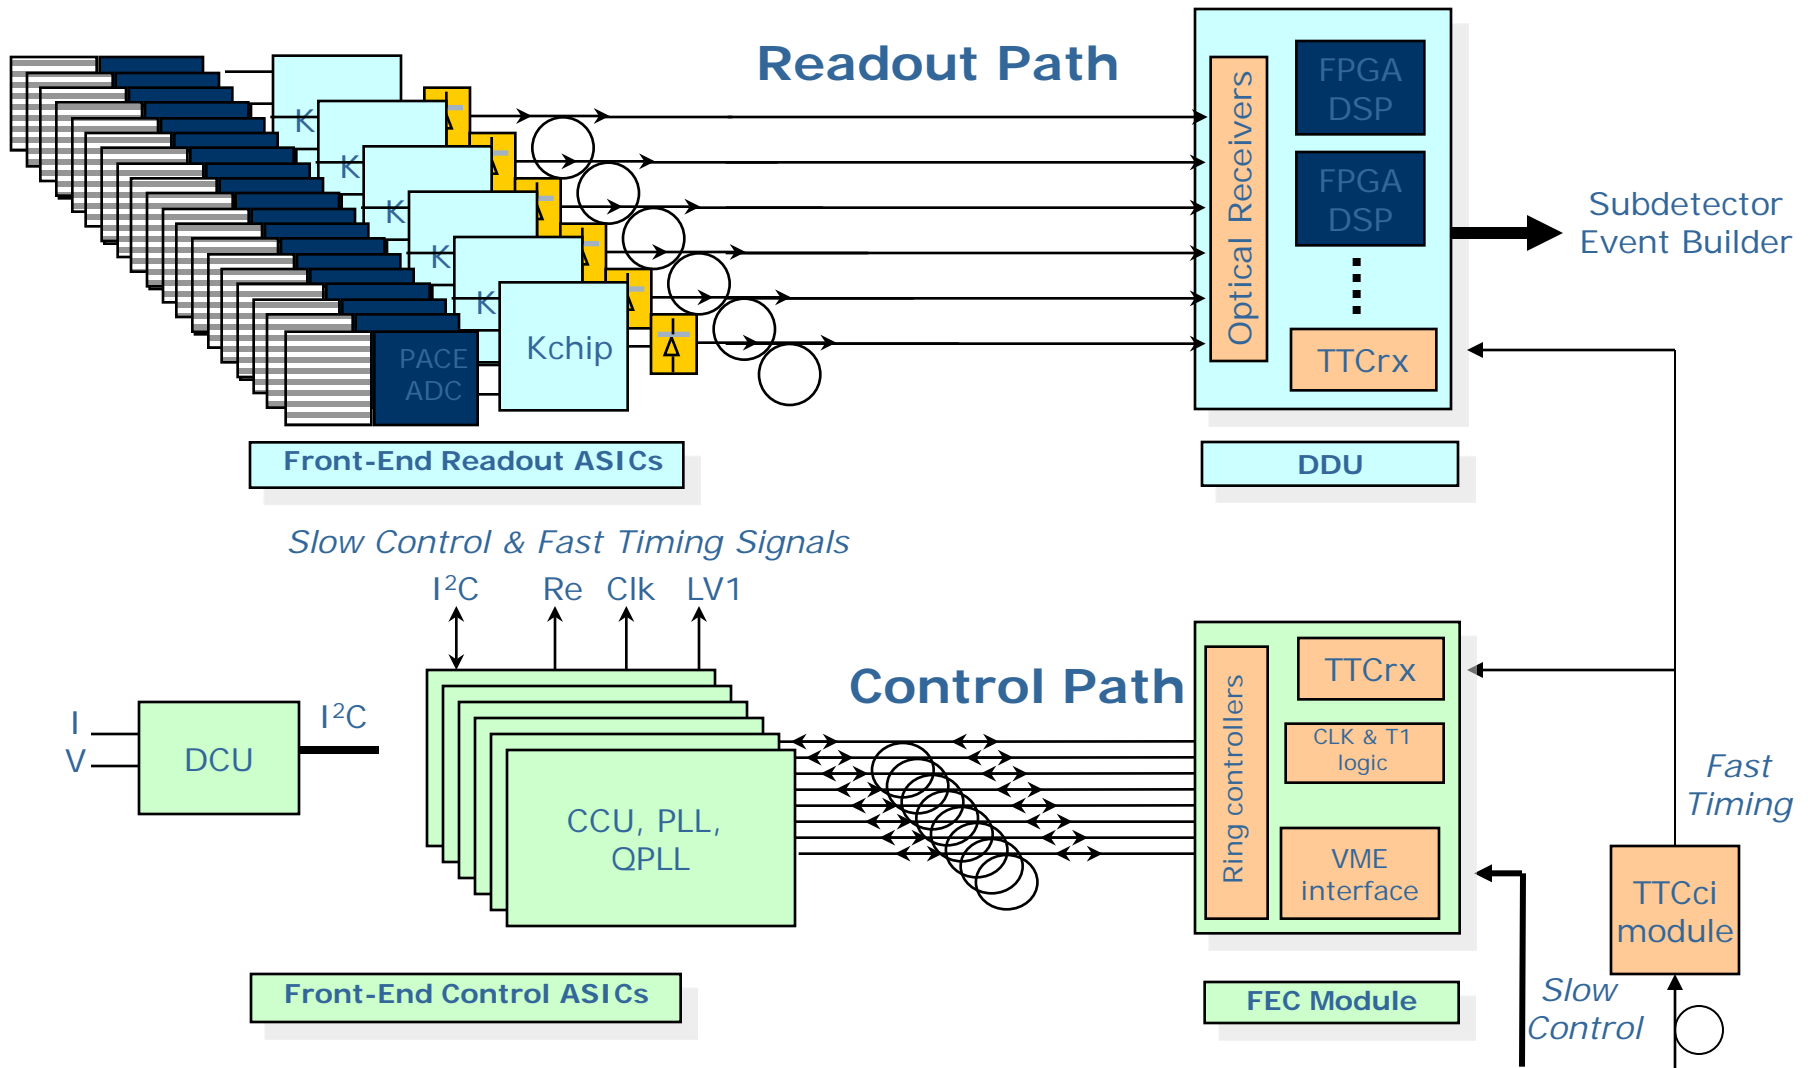 Readout Path
K
K
K
K
K
Kchip
PACE
ADC
Optical Receivers
FPGA
DSP
FPGA
DSP
TTCrx
Subdetector
Event Builder
Front-End Readout ASICs
DDU
Slow Control & Fast Timing Signals
I²C
Re
Clk
LV1
Control Path
I
V
DCU
I²C
CCU, PLL,
QPLL
Ring controllers
TTCrx
CLK & T1
logic
VME
interface
Fast
Timing
TTCci
module
Slow
Control
Front-End Control ASICs
FEC Module